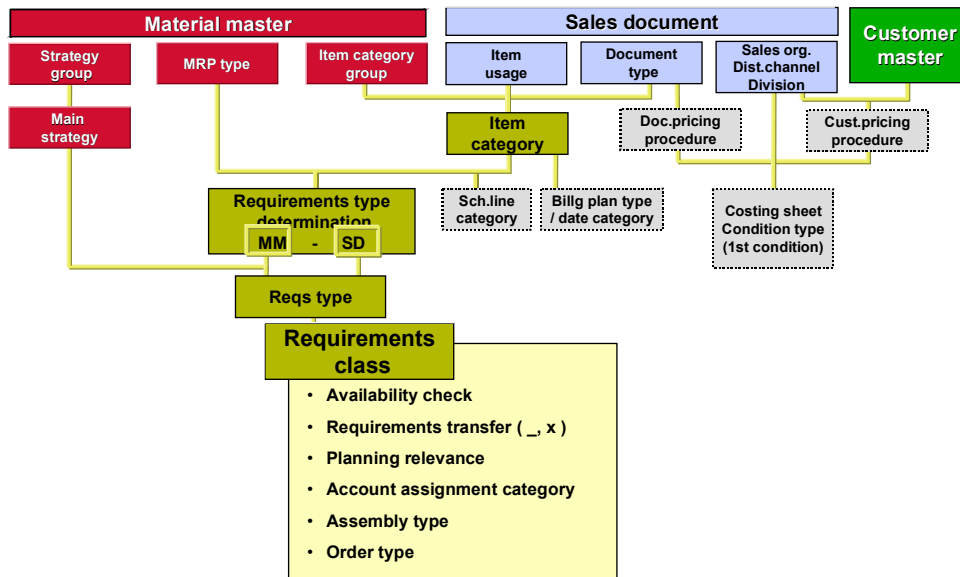 Material master
Sales document
Customer
master
Strategy
group
MRP type
Item category
group
Item
usage
Document
type
Sales org.
Dist.channel
Division
Main
strategy
Item
category
Doc.pricing
procedure
Cust.pricing
procedure
Requirements type
determination
MM - SD
Sch.line
category
Billg plan type
/ date category
Costing sheet
Condition type
(1st condition)
Reqs type
Requirements
class
• Availability check
• Requirements transfer ( _, x )
• Planning relevance
• Account assignment category
• Assembly type
• Order type